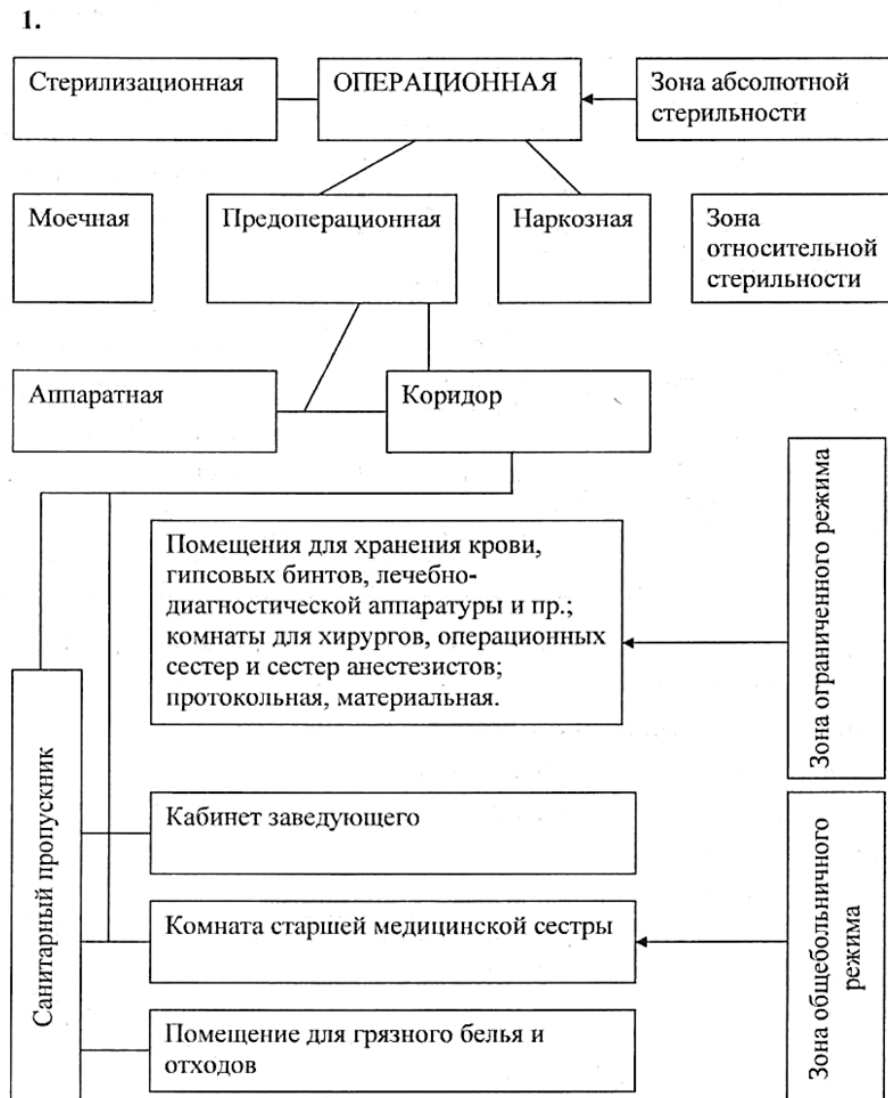 1.
Стерилизационная
ОПЕРАЦИОННАЯ
Зона абсолютной
стерильности
Моечная
Предоперационная
Наркозная
Зона
относительной
стерильности
Аппаратная
Коридор
Зона ограниченного режима
Помещения для хранения крови,
гипсовых бинтов, лечебно-
диагностической аппаратуры и пр.;
комнаты для хирургов, операционных
сестер и сестер анестезистов;
протокольная, материальная.
Санитарный пропускник
Кабинет заведующего
Комната старшей медицинской сестры
Зона общебольничного
режима
Помещение для грязного белья и
отходов